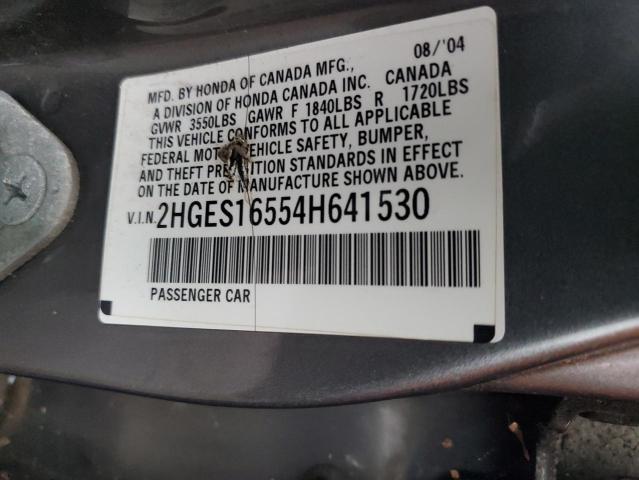 08/'04
MFD. BY HONDA OF CANADA MFG.,
A DIVISION OF HONDA CANADA INC. CANADA
GVWR 3550LBS GAWR F 1840LBS R 1720LBS
THIS VEHICLE CONFORMS TO ALL APPLICABLE
FEDERAL MOTOR VEHICLE SAFETY, BUMPER,
AND THEFT PREVENTION STANDARDS IN EFFECT
ON THE DATE OF MANUFACTURE SHOWN ABOVE.
V.I.N. 2HGES16554H641530
PASSENGER CAR